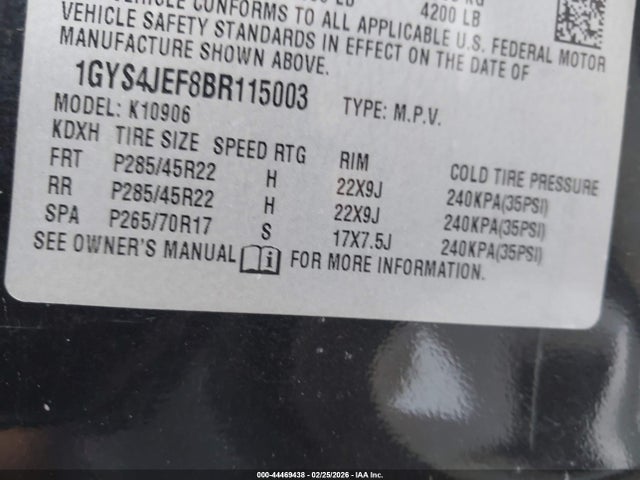 4200 LB
VEHICLE CONFORMS TO ALL APPLICABLE U.S. FEDERAL MOTOR
VEHICLE SAFETY STANDARDS IN EFFECT ON THE DATE OF
MANUFACTURE SHOWN ABOVE.
1GYS4JEF8BR115003 TYPE: M.P.V.
MODEL: K10906
KDXH TIRE SIZE SPEED RTG RIM COLD TIRE PRESSURE
FRT P285/45R22 H 22X9J 240KPA(35PSI)
RR P285/45R22 H 22X9J 240KPA(35PSI)
SPA P265/70R17 S 17X7.5J 240KPA(35PSI)
SEE OWNER'S MANUAL FOR MORE INFORMATION.
000-44469438 - 02/25/2026 - IAA Inc.